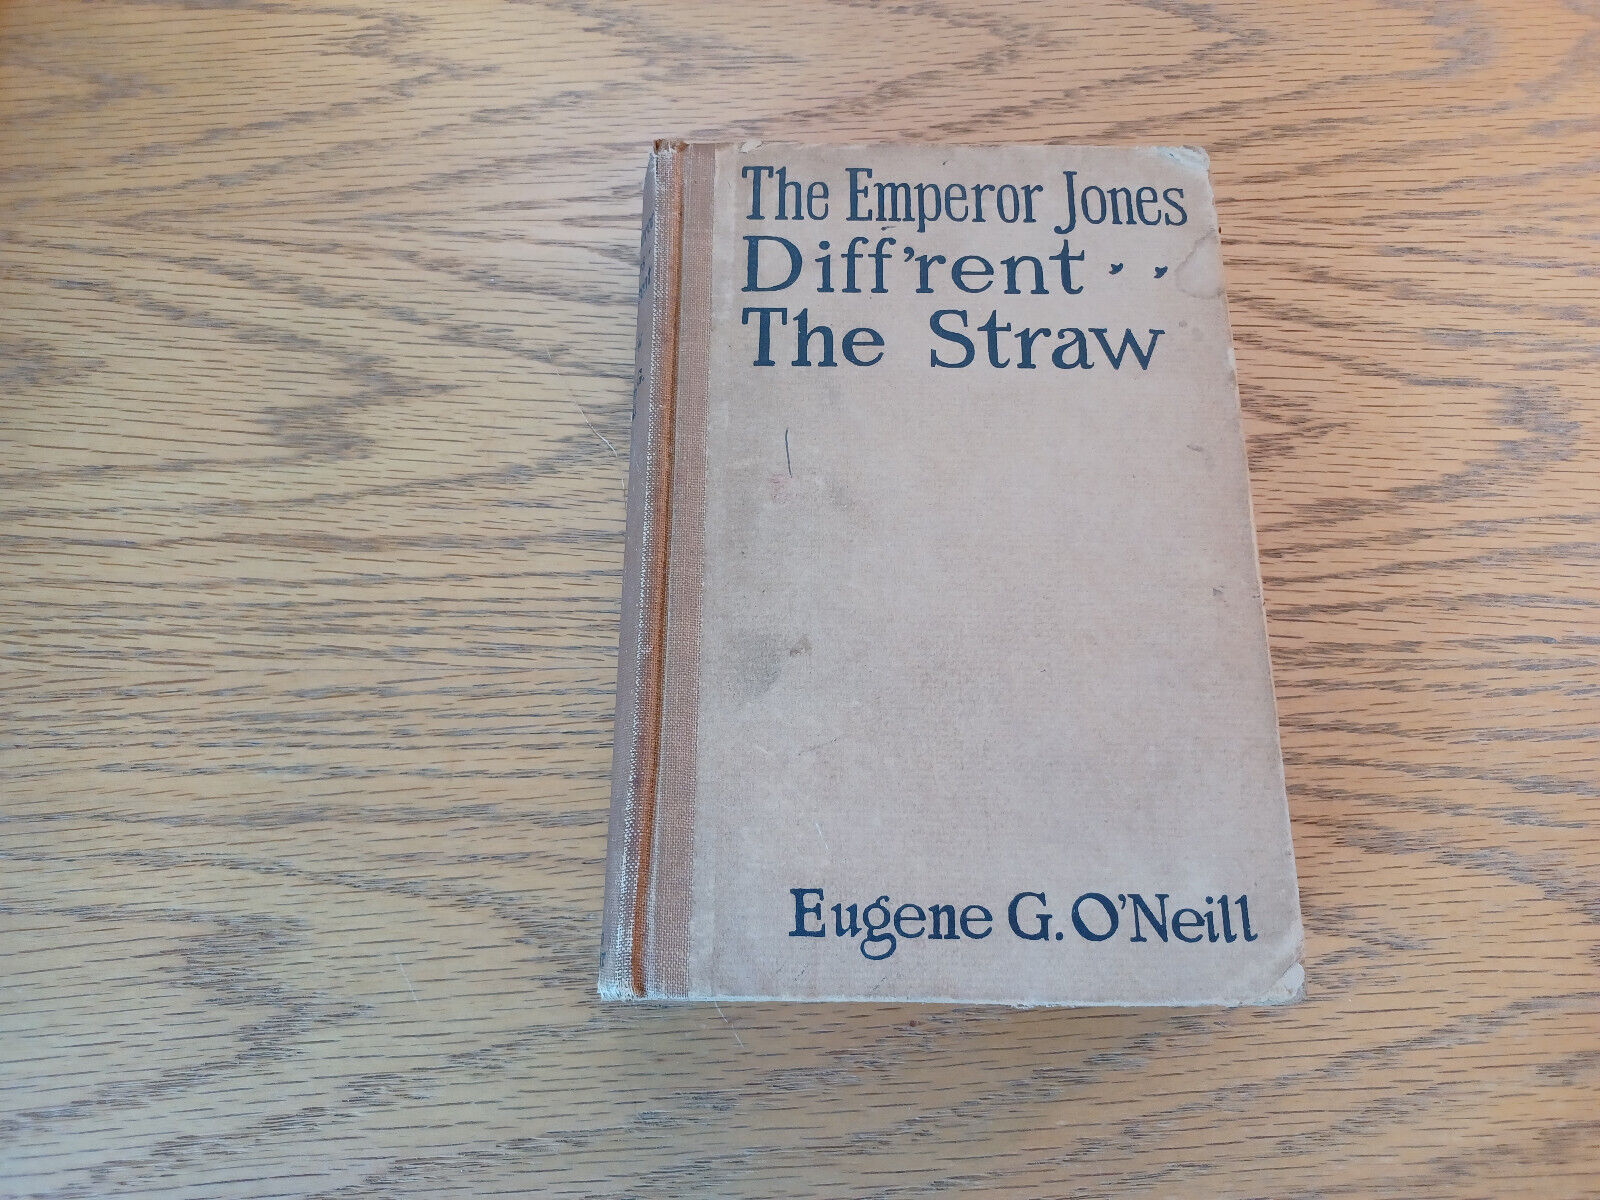 The Emperor Jones
Diff'rent
The Straw
Eugene G. O'Neill